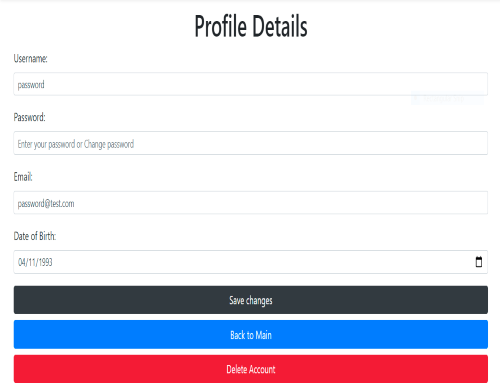 Profile Details
Username:
password
Password:
Enter your password or Change password
Email:
password@test.com
Date of Birth:
04/11/1993
Save changes
Back to Main
Delete Account